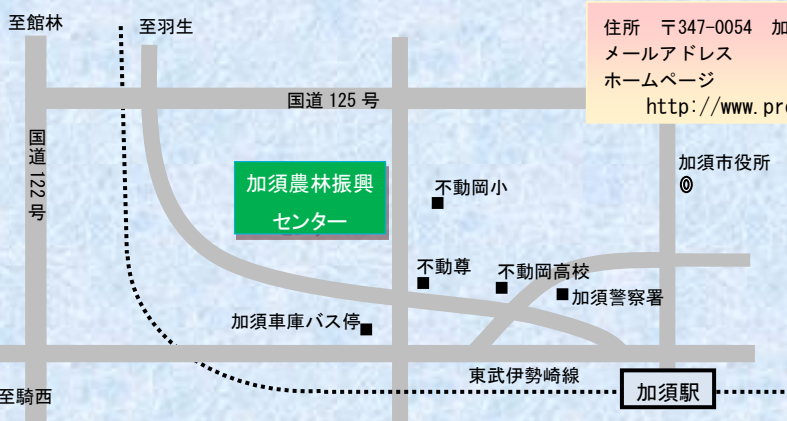 至館林
至羽生
住所　〒347-0054　加
メールアドレス
ホームページ
http://www.pr
国道 125 号
国道 122 号
加須農林振興
センター
不動岡小
加須市役所
不動尊
不動岡高校
加須警察署
加須車庫バス停
東武伊勢崎線
加須駅
至騎西